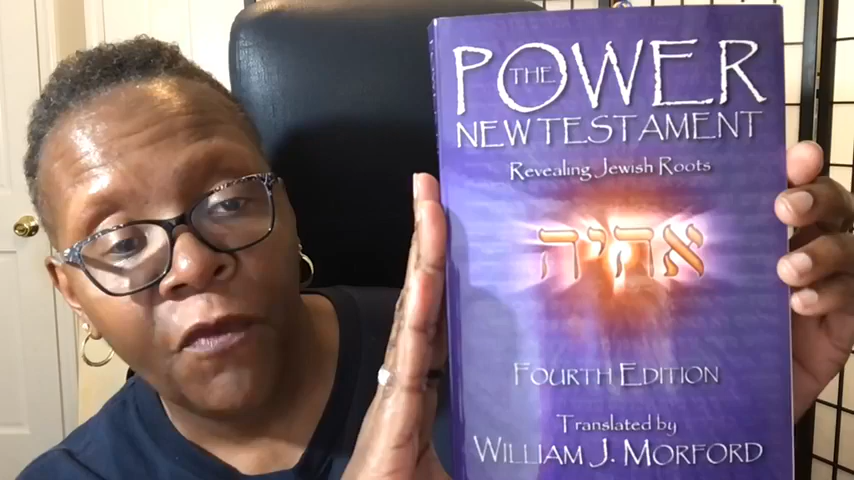 THE POWER
NEW TESTAMENT
Revealing Jewish Roots
אהיה
FOURTH EDITION
Translated by
WILLIAM J. MORFORD